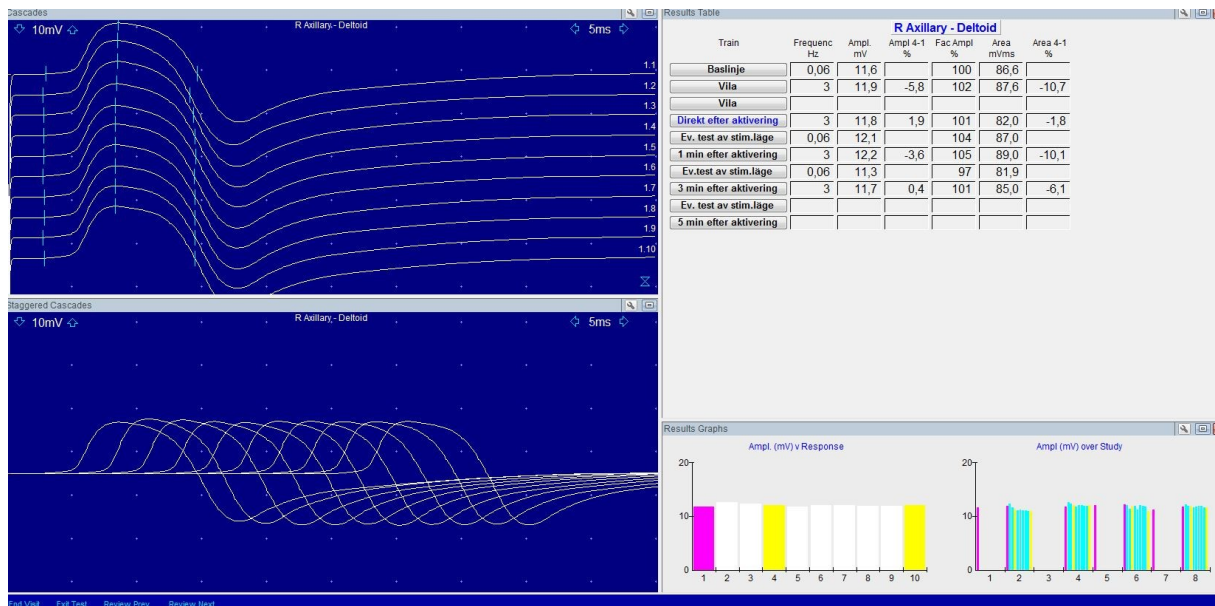 Cascades
10mV
R Axillary - Deltoid
5ms
1.1
1.2
1.3
1.4
1.5
1.6
1.7
1.8
1.9
1.10
Staggered Cascades
10mV
R Axillary - Deltoid
5ms
Results Table
R Axillary - Deltoid
Train Frequenc Ampl. Ampl 4-1 Fac Ampl Area Area 4-1
Hz mV % % mVms %
Baslinje 0,06 11,6 100 86,6
Vila 3 11,9 -5,8 102 87,6 -10,7
Vila
Direkt efter aktivering 3 11,8 1,9 101 82,0 -1,8
Ev. test av stim.läge 0,06 12,1 104 87,0
1 min efter aktivering 3 12,2 -3,6 105 89,0 -10,1
Ev.test av stim.läge 0,06 11,3 97 81,9
3 min efter aktivering 3 11,7 0,4 101 85,0 -6,1
Ev. test av stim.läge
5 min efter aktivering
Results Graphs
Ampl. (mV) v Response
20
10
0
1 2 3 4 5 6 7 8 9 10
Ampl (mV) over Study
20
10
0
1 2 3 4 5 6 7 8
End Visit Exit Test Review Prev Review Next